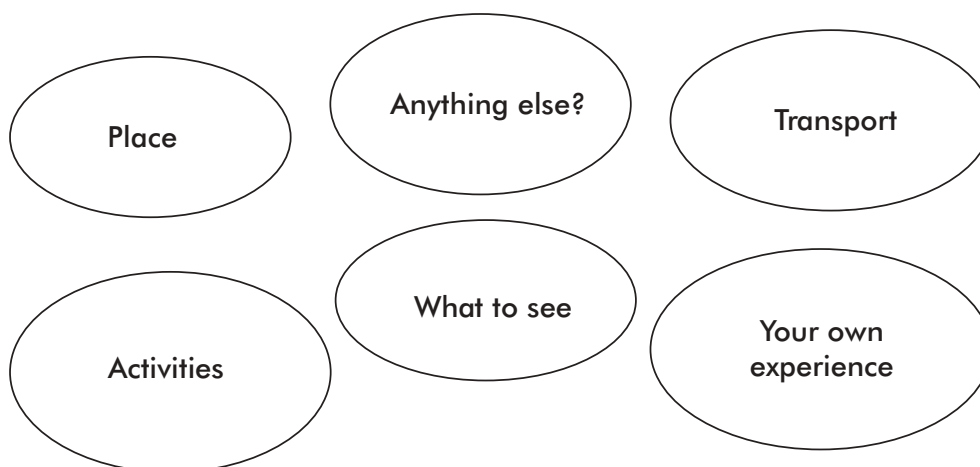 Place
Anything else?
Transport
Activities
What to see
Your own
experience